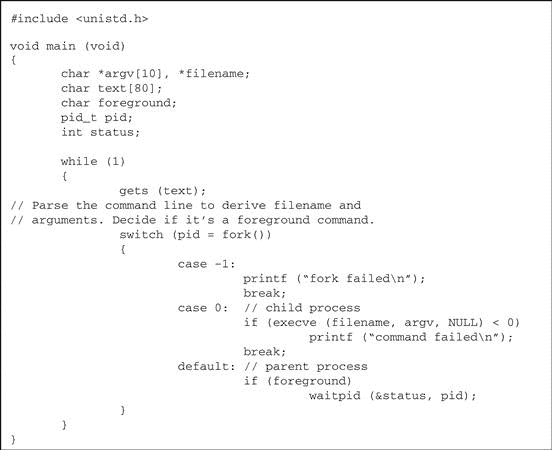 #include <unistd.h>
void main (void)
{
char *argv[10], *filename;
char text[80];
char foreground;
pid_t pid;
int status;
while (1)
{
gets (text);
// Parse the command line to derive filename and
// arguments. Decide if it’s a foreground command.
switch (pid = fork())
{
case –1:
printf (“fork failed\n”);
break;
case 0: // child process
if (execve (filename, argv, NULL) < 0)
printf (“command failed\n”);
break;
default: // parent process
if (foreground)
waitpid (&status, pid);
}
}
}